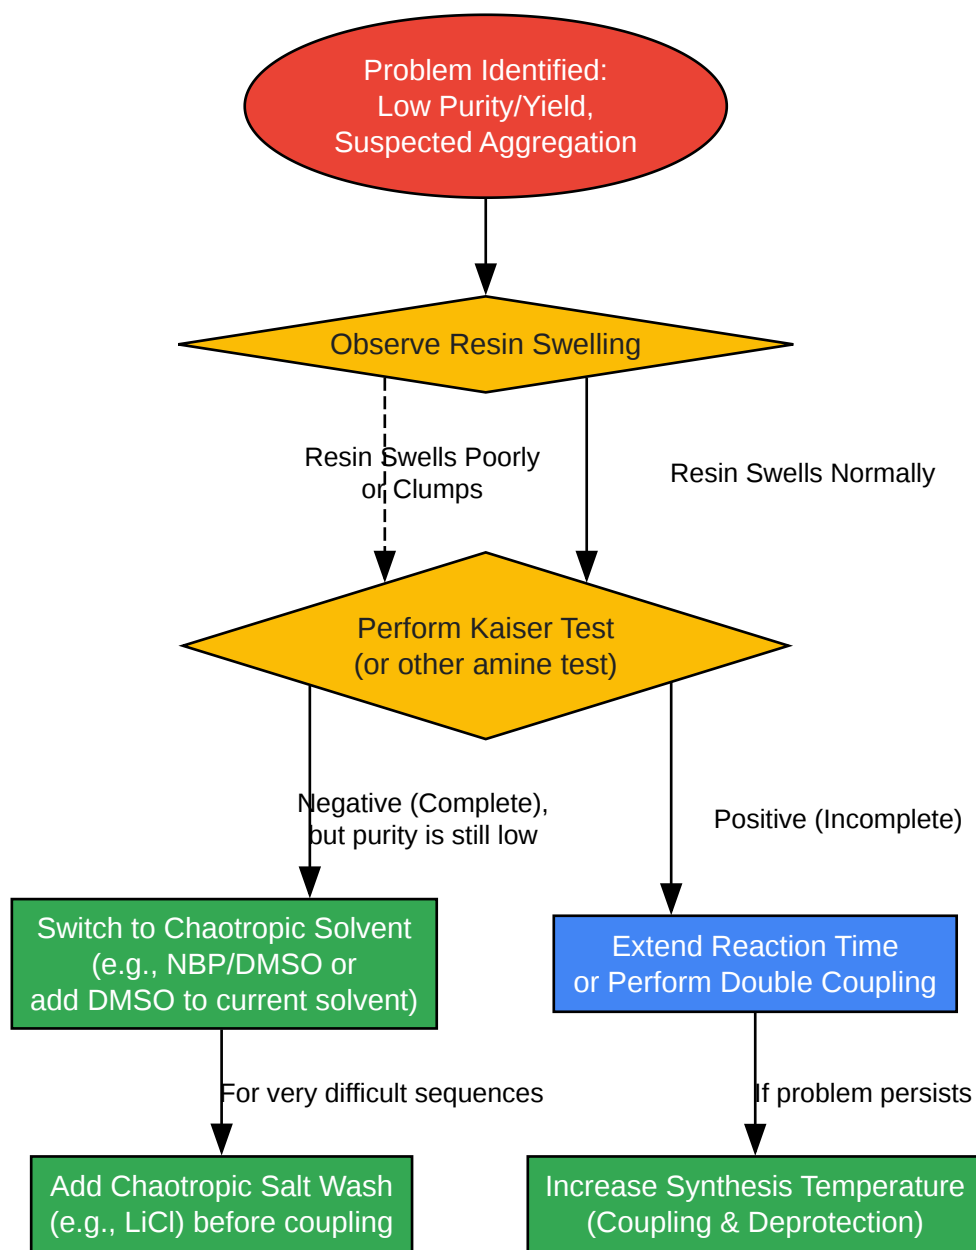 Problem Identified:
Low Purity/Yield,
Suspected Aggregation
Observe Resin Swelling
Resin Swells Poorly
or Clumps
Resin Swells Normally
Perform Kaiser Test
(or other amine test)
Negative (Complete),
but purity is still low
Positive (Incomplete)
Switch to Chaotropic Solvent
(e.g., NBP/DMSO or
add DMSO to current solvent)
Extend Reaction Time
or Perform Double Coupling
For very difficult sequences
If problem persists
Add Chaotropic Salt Wash
(e.g., LiCl) before coupling
Increase Synthesis Temperature
(Coupling & Deprotection)